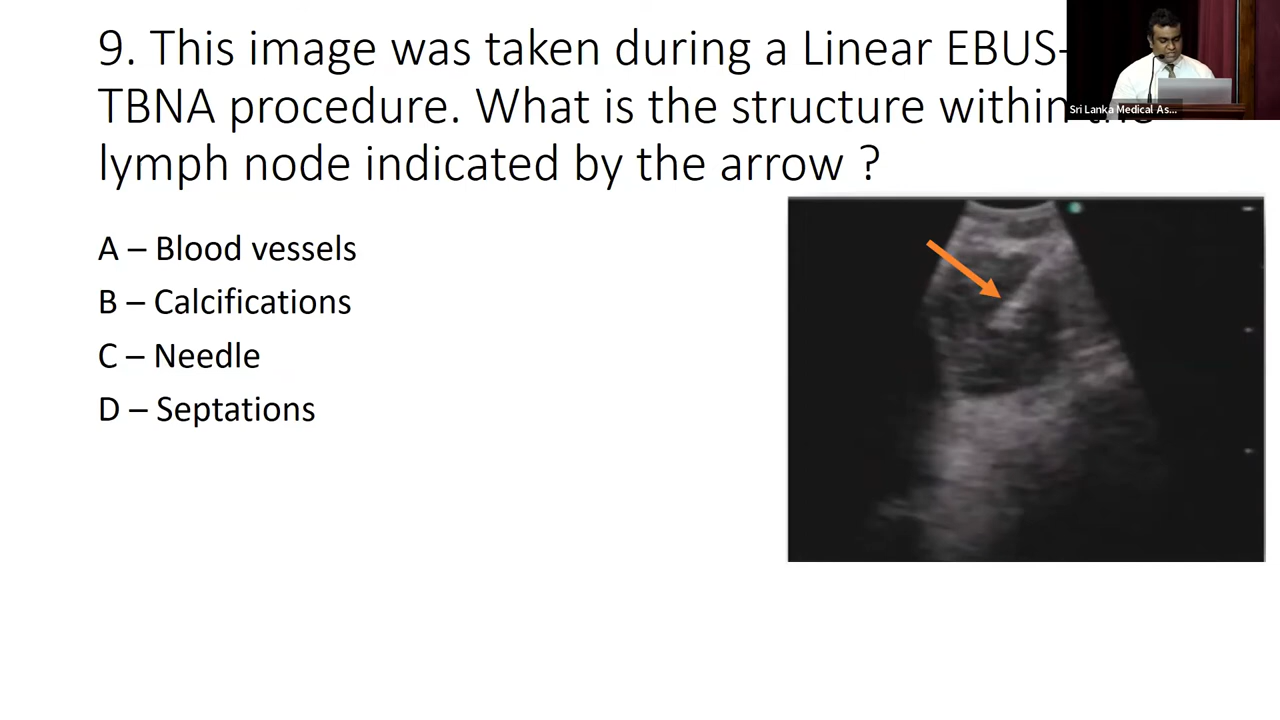 9. This image was taken during a Linear EBUS-
TBNA procedure. What is the structure within the
lymph node indicated by the arrow ?
A – Blood vessels
B – Calcifications
C – Needle
D – Septations
Sri Lanka Medical As...